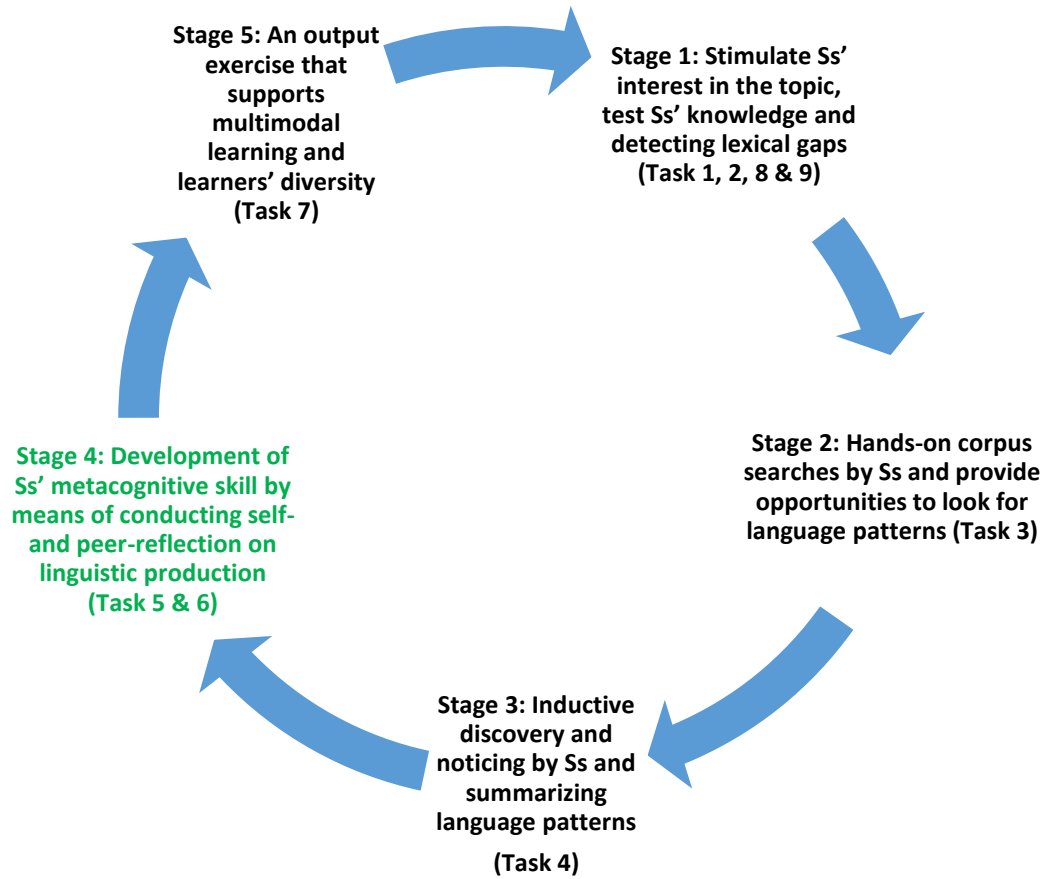 Stage 5: An output
exercise that
supports
multimodal
learning and
learners' diversity
(Task 7)
Stage 1: Stimulate Ss'
interest in the topic,
test Ss' knowledge and
detecting lexical gaps
(Task 1, 2, 8 & 9)
Stage 2: Hands-on corpus
searches by Ss and provide
opportunities to look for
language patterns (Task 3)
Stage 3: Inductive
discovery and
noticing by Ss and
summarizing
language patterns
(Task 4)
Stage 4: Development of
Ss' metacognitive skill by
means of conducting self-
and peer-reflection on
linguistic production
(Task 5 & 6)